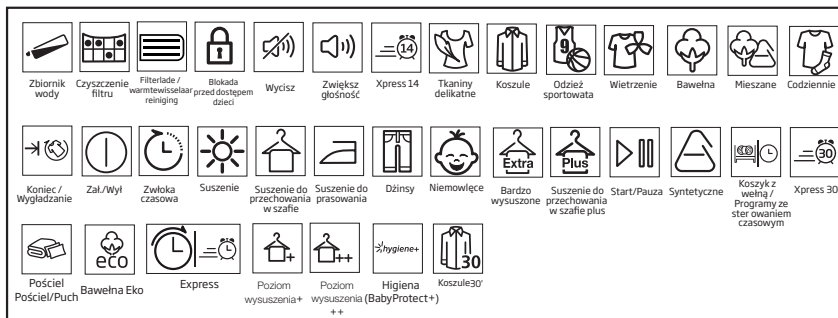 14
9
Zbiornik wody
Czyszczenie filtru
Filterlade / warmtewisselaar reiniging
Blokada przed dostępem dzieci
Wycisz
Zwiększ głośność
Xpress 14
Tkaniny delikatne
Koszule
Odzież sportowata
Wietrzenie
Bawełna
Mieszane
Codziennie
Extra
Plus
30
Koniec / Wygładzanie
Zał./Wył
Zwłoka czasowa
Suszenie
Suszenie do przechowania w szafie
Suszenie do prasowania
Dżinsy
Niemowlęce
Bardzo wysuszone
Suszenie do przechowania w szafie plus
Start/Pauza
Syntetyczne
Koszyk z wełną / Programy ze ster owaniem czasowym
Xpress 30
eco
+
++
hygiene+
30
Pościel Pościel/Puch
Bawełna Eko
Express
Poziom wysuszenia+
Poziom wysuszenia ++
Higiena (BabyProtect+)
Koszule30'